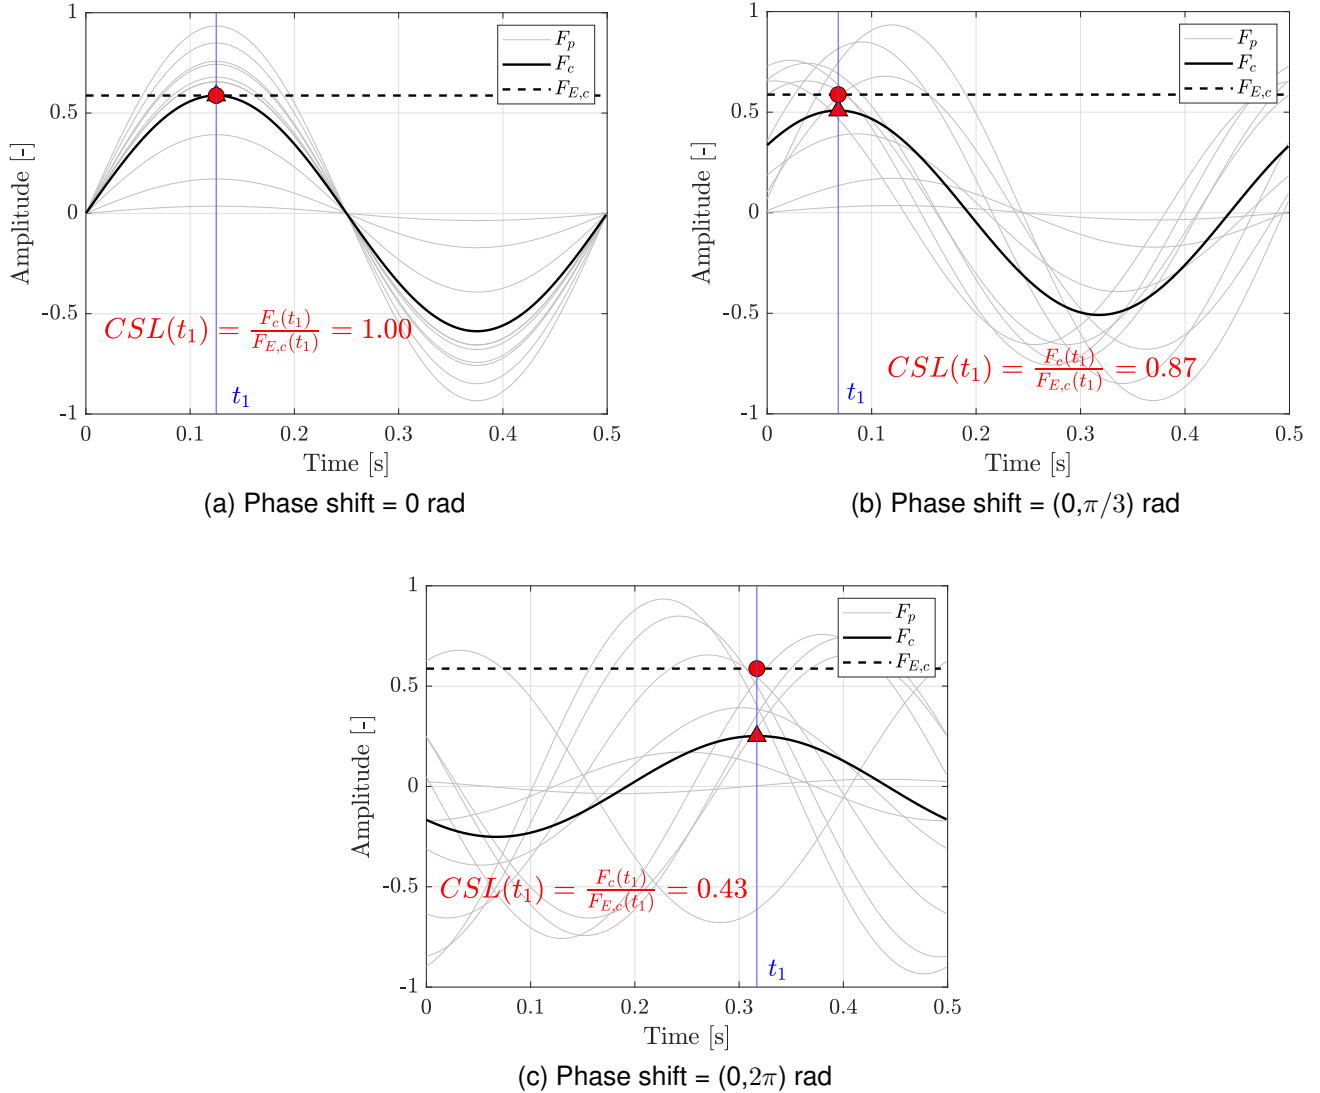 1
0.5
0
-0.5
-1
Amplitude [-]
F_p
F_c
F_{E,c}
CSL(t_1) = \frac{F_c(t_1)}{F_{E,c}(t_1)} = 1.00
t_1
0 0.1 0.2 0.3 0.4 0.5
Time [s]
(a) Phase shift = 0 rad
1
0.5
0
-0.5
-1
Amplitude [-]
F_p
F_c
F_{E,c}
CSL(t_1) = \frac{F_c(t_1)}{F_{E,c}(t_1)} = 0.87
t_1
0 0.1 0.2 0.3 0.4 0.5
Time [s]
(b) Phase shift = (0,π/3) rad
1
0.5
0
-0.5
-1
Amplitude [-]
F_p
F_c
F_{E,c}
CSL(t_1) = \frac{F_c(t_1)}{F_{E,c}(t_1)} = 0.43
t_1
0 0.1 0.2 0.3 0.4 0.5
Time [s]
(c) Phase shift = (0,2π) rad